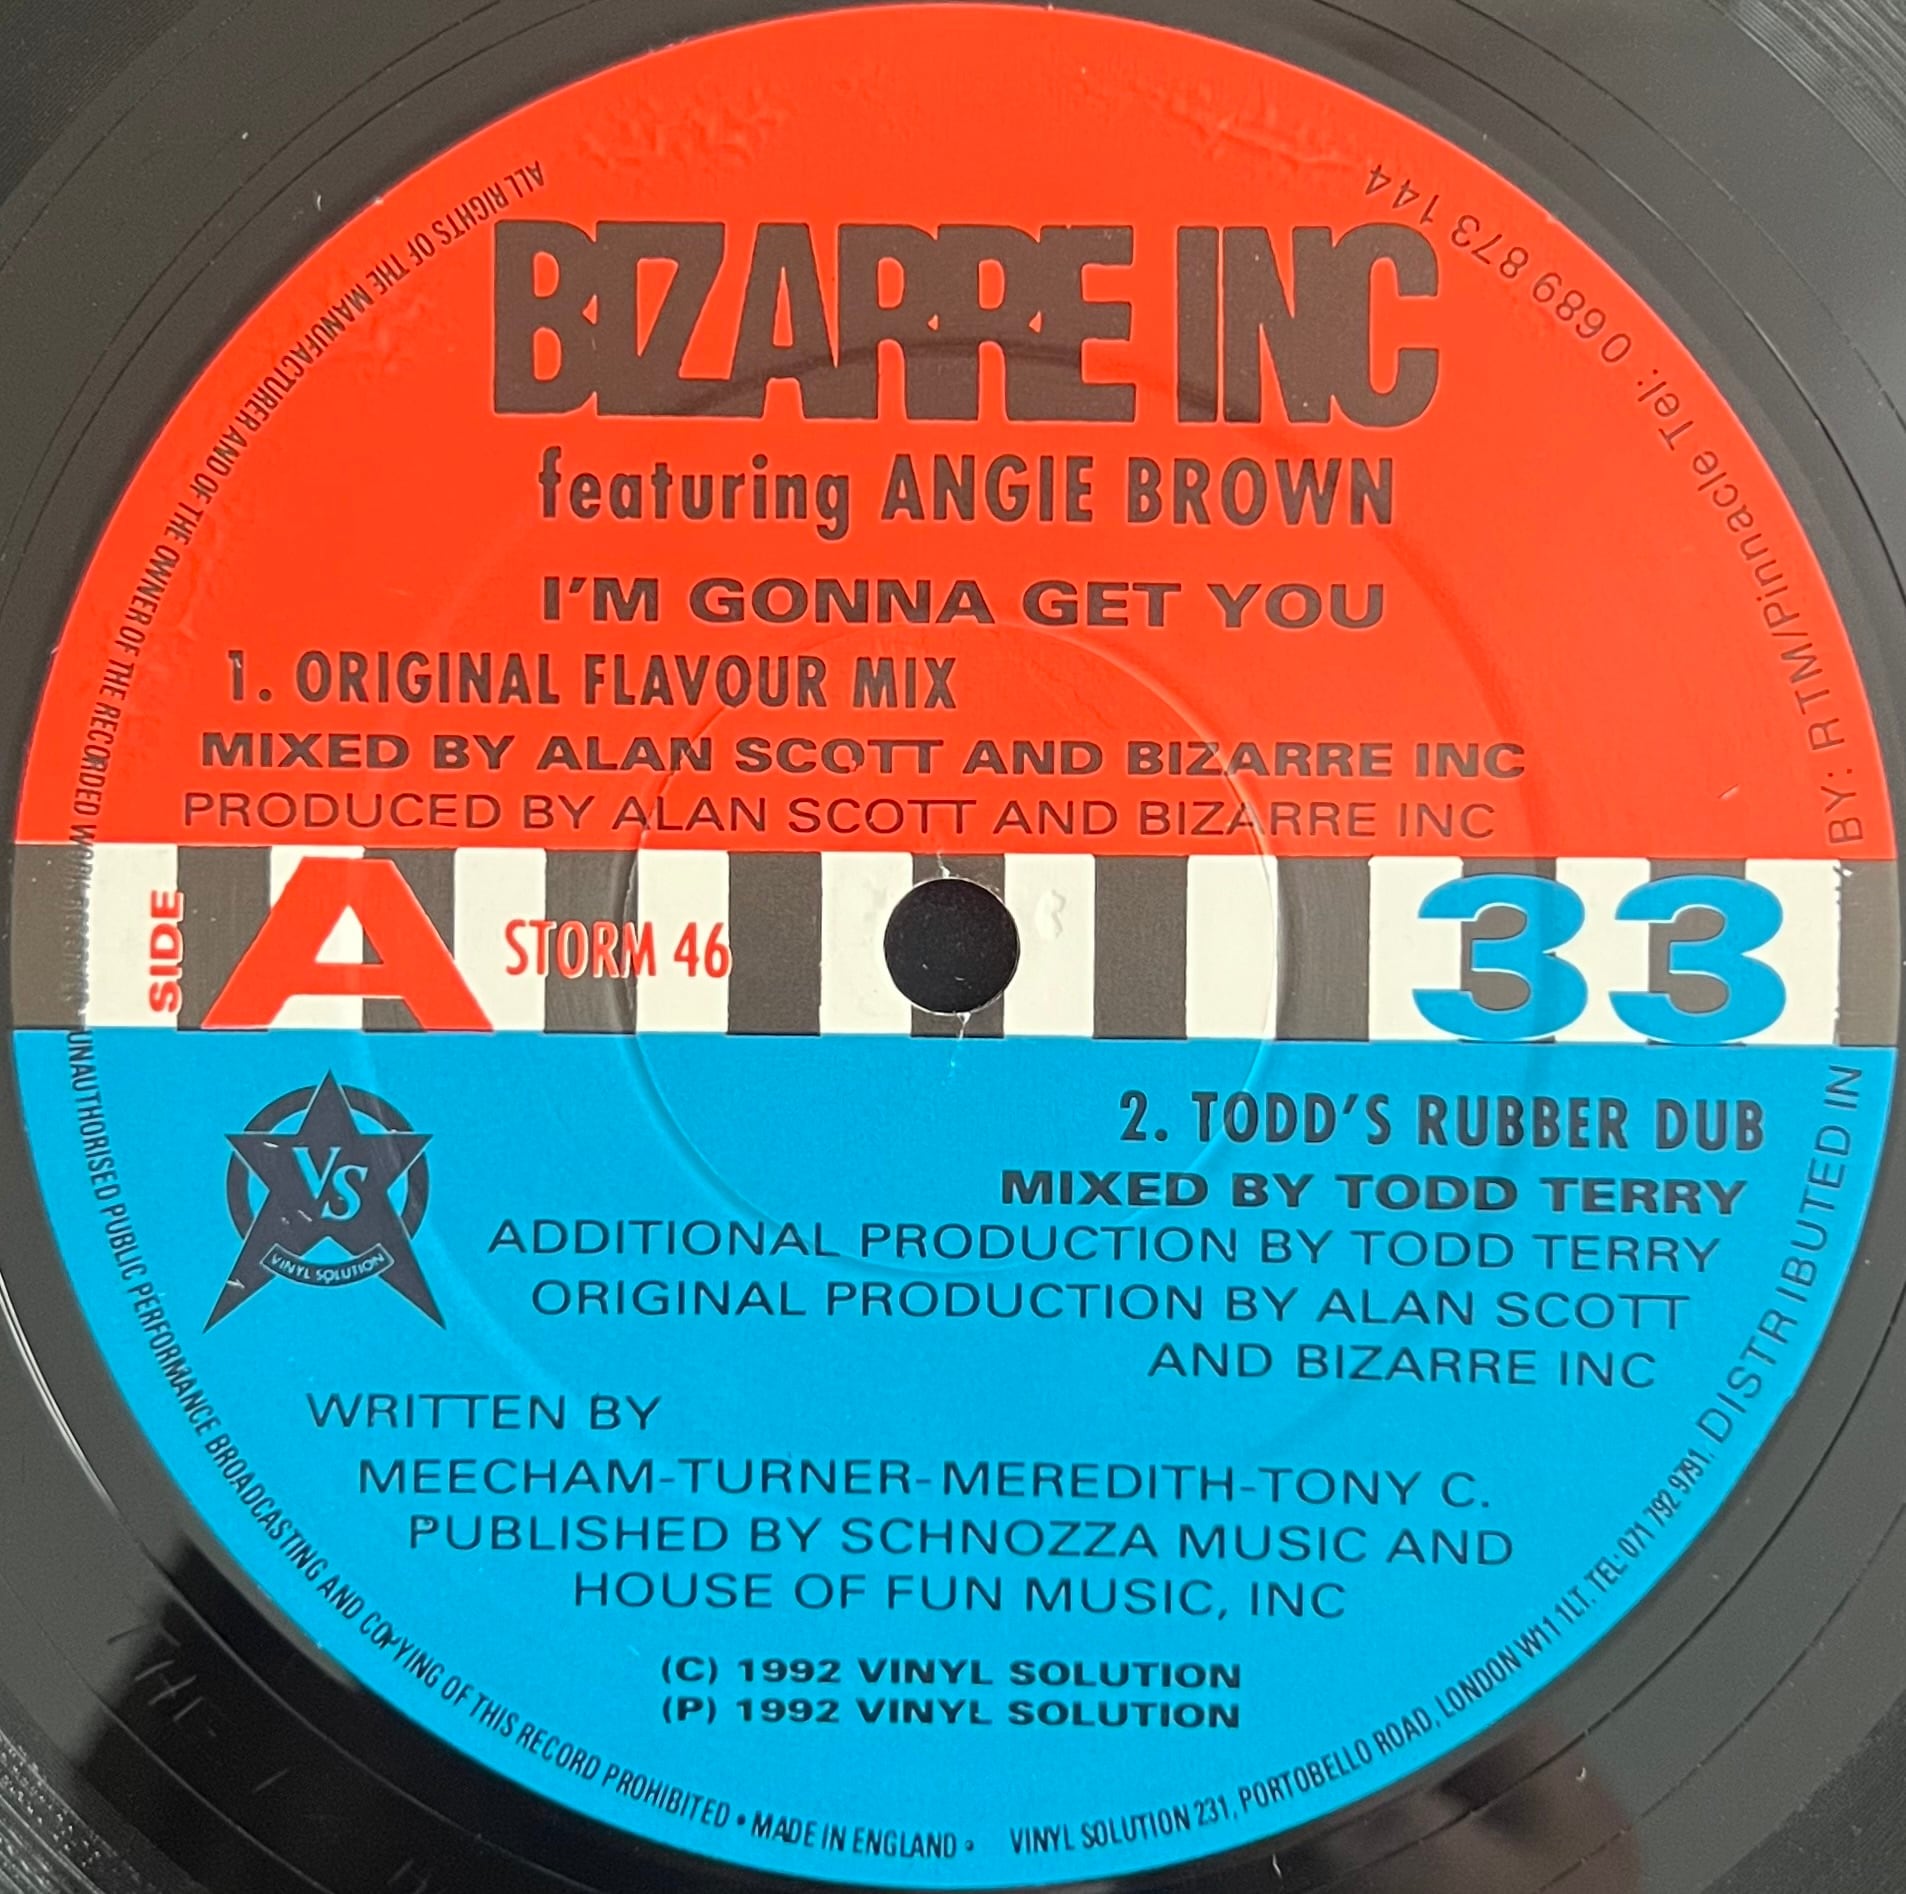 BIZARRE INC
featuring ANGIE BROWN
I'M GONNA GET YOU
1. ORIGINAL FLAVOUR MIX
MIXED BY ALAN SCOTT AND BIZARRE INC
PRODUCED BY ALAN SCOTT AND BIZARRE INC
SIDE A
STORM 46
33
VS
VINYL SOLUTION
2. TODD'S RUBBER DUB
MIXED BY TODD TERRY
ADDITIONAL PRODUCTION BY TODD TERRY
ORIGINAL PRODUCTION BY ALAN SCOTT
AND BIZARRE INC
WRITTEN BY
MEECHAM-TURNER-MEREDITH-TONY C.
PUBLISHED BY SCHNOZZA MUSIC AND
HOUSE OF FUN MUSIC, INC
(C) 1992 VINYL SOLUTION
(P) 1992 VINYL SOLUTION
ALL RIGHTS OF THE MANUFACTURER AND OF THE OWNER OF THE RECORDED WORK RESERVED UNAUTHORISED PUBLIC PERFORMANCE BROADCASTING AND COPYING OF THIS RECORD PROHIBITED • MADE IN ENGLAND • VINYL SOLUTION 231, PORTOBELLO ROAD, LONDON W11 1LT. TEL: 071 792 9791. DISTRIBUTED IN BY: RTM/Pinnacle Tel: 0689 873 144